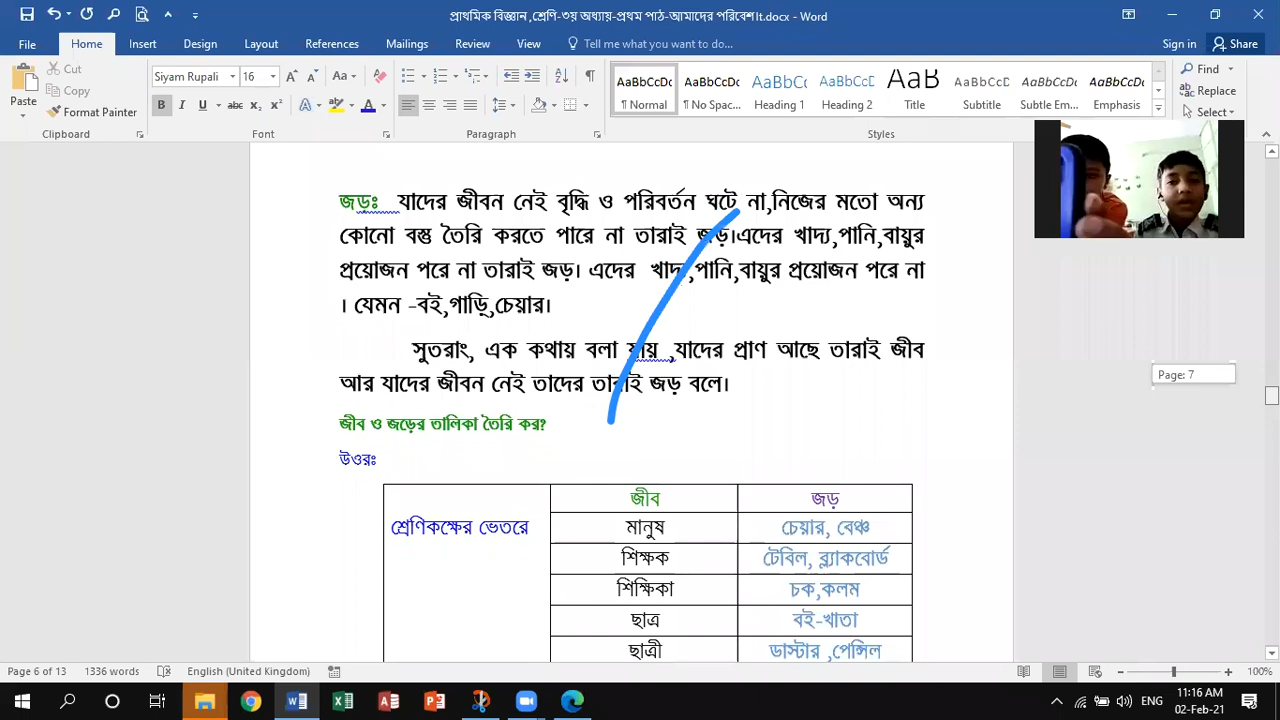 প্রাথমিক বিজ্ঞান ,শ্রেণি-৩য় অধ্যায়-প্রথম পাঠ-আমাদের পরিবেশ lt.docx - Word
File Home Insert Design Layout References Mailings Review View Tell me what you want to do... Sign in Share
Paste Cut Copy Format Painter
Siyam Rupali 16
AaBbCcDc AaBbCcDc AaBbCc AaBbCcC AaB AaBbCcC AaBbCcDc AaBbCcDc
¶ Normal ¶ No Spac... Heading 1 Heading 2 Title Subtitle Subtle Em... Emphasis
Find Replace Select
Clipboard Font Paragraph Styles
জড়ঃ যাদের জীবন নেই বৃদ্ধি ও পরিবর্তন ঘটে না,নিজের মতো অন্য
কোনো বস্তু তৈরি করতে পারে না তারাই জড়।এদের খাদ্য,পানি,বায়ুর
প্রয়োজন পরে না তারাই জড়। এদের খাদ্য,পানি,বায়ুর প্রয়োজন পরে না
। যেমন -বই,গাড়ি,চেয়ার।
সুতরাং, এক কথায় বলা যায় ,যাদের প্রাণ আছে তারাই জীব
আর যাদের জীবন নেই তাদের তারাই জড় বলে।
Page: 7
জীব ও জড়ের তালিকা তৈরি কর?
উওরঃ
জীব জড়
শ্রেণিকক্ষের ভেতরে মানুষ চেয়ার, বেঞ্চ
শিক্ষক টেবিল, ব্ল্যাকবোর্ড
শিক্ষিকা চক,কলম
ছাত্র বই-খাতা
ছাত্রী ডাস্টার ,পেন্সিল
Page 6 of 13 1336 words English (United Kingdom) 100%
ENG 11:16 AM
02-Feb-21